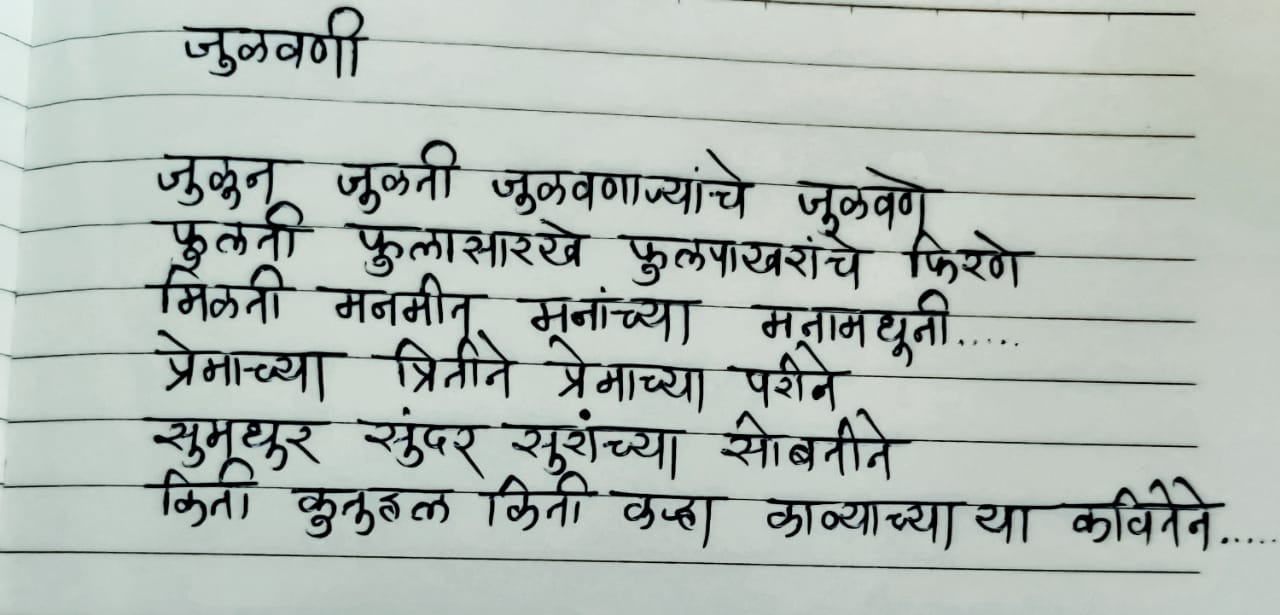 जुळवणी
जुळून जुळती जुळवणाऱ्यांचे जुळवणे
फुलती फुलासारखे फुलपाखरांचे फिरणे
मिळती मनमीत मनांच्या मनामधूनी.....
प्रेमाच्या प्रितीने प्रेमाच्या परीने
सुमधुर सुंदर सुरांच्या सोबतीने
किती कुतुहल किती काव्याच्या या कवितेने.....